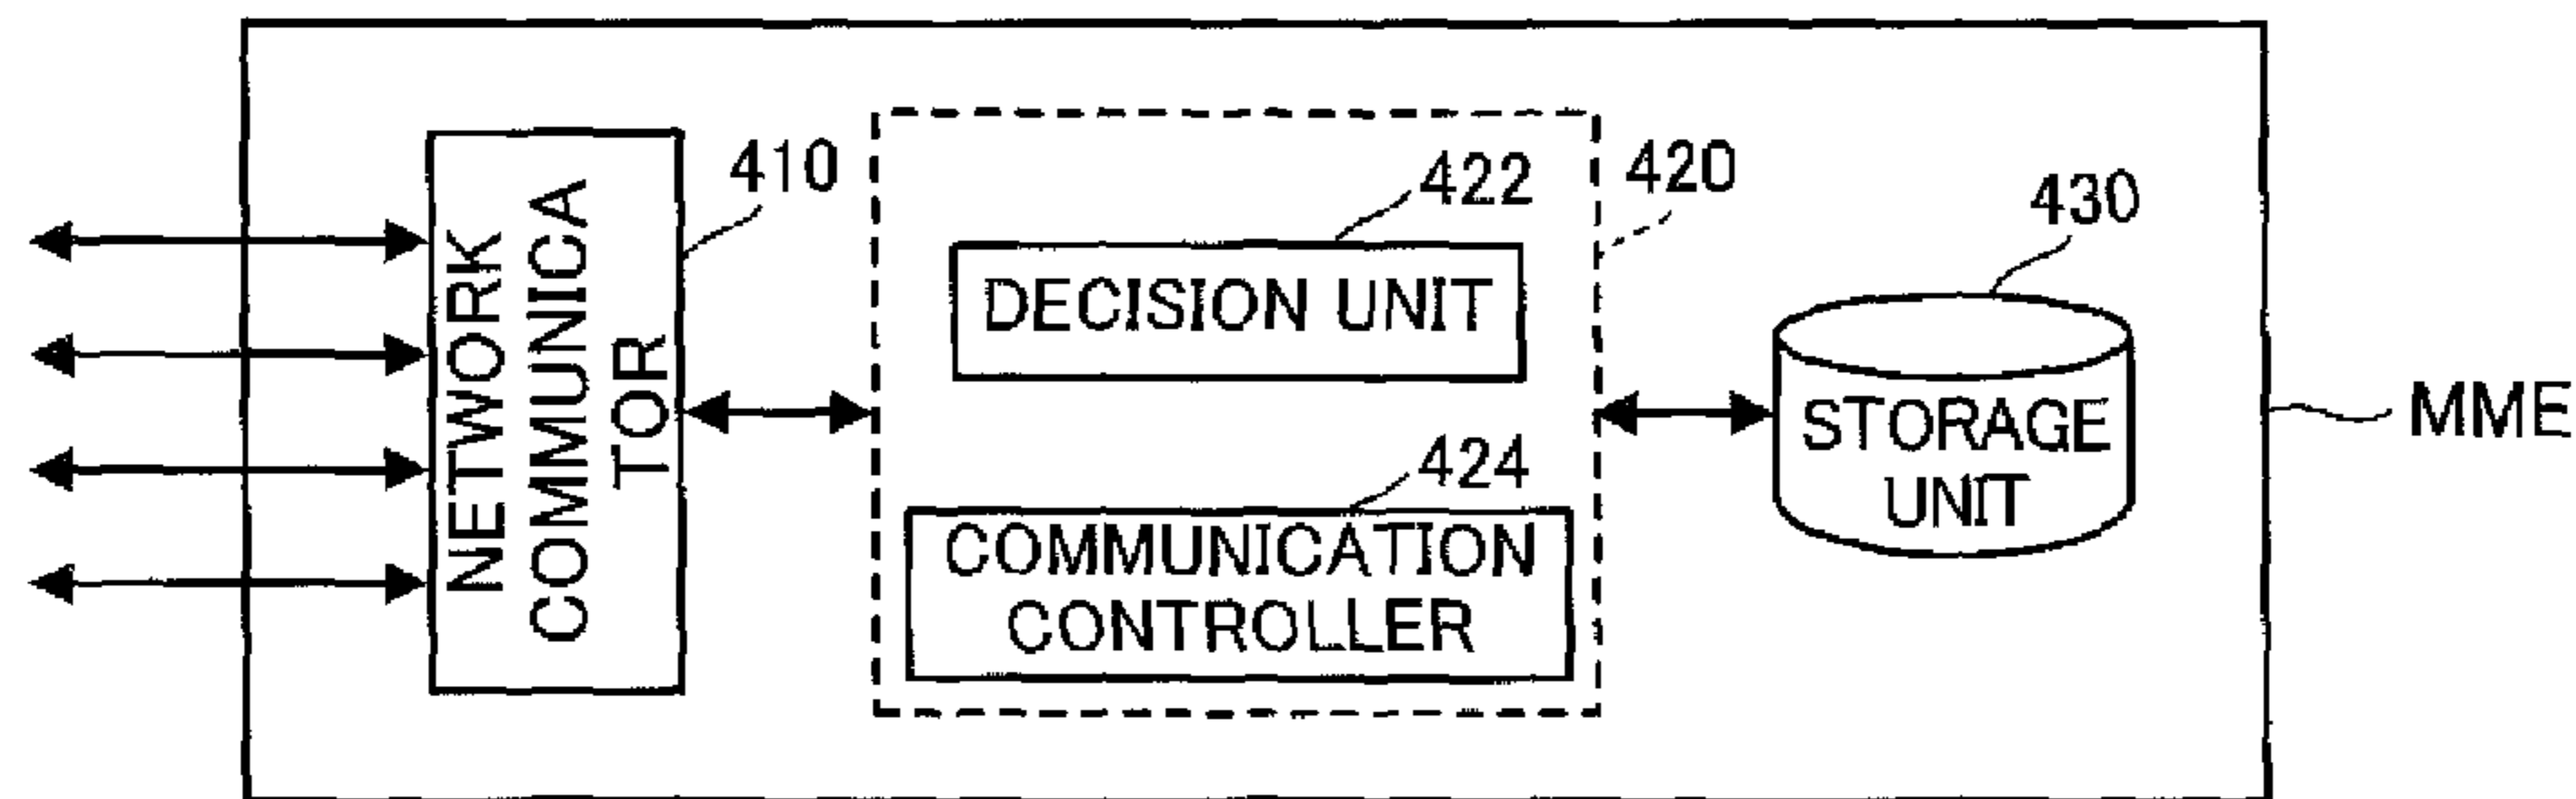 410
NETWORK
COMMUNICA
TOR
420
422
DECISION UNIT
424
COMMUNICATION
CONTROLLER
430
STORAGE
UNIT
MME